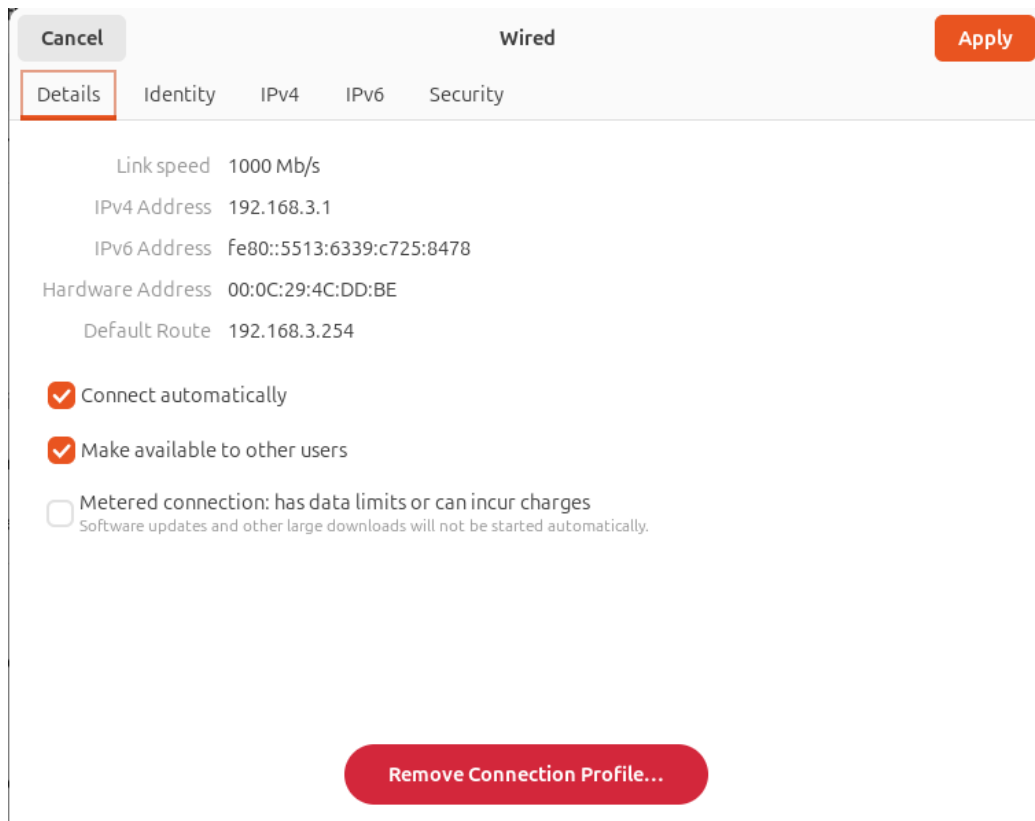 Cancel Wired Apply
Details Identity IPv4 IPv6 Security
Link speed 1000 Mb/s
IPv4 Address 192.168.3.1
IPv6 Address fe80::5513:6339:c725:8478
Hardware Address 00:0C:29:4C:DD:BE
Default Route 192.168.3.254
Connect automatically
Make available to other users
Metered connection: has data limits or can incur charges
Software updates and other large downloads will not be started automatically.
Remove Connection Profile...